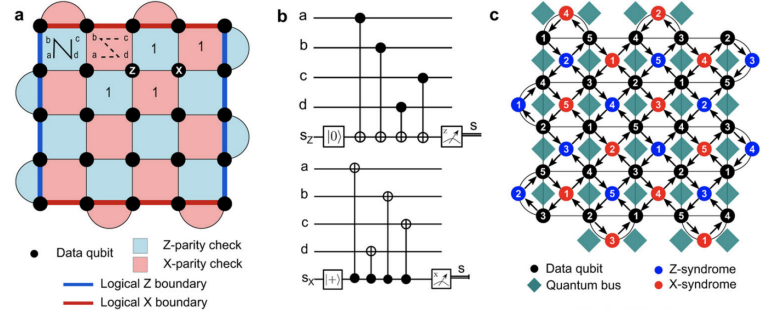 a
b
c
d
a
b
c
a
d
1
1
Z
X
1
1
Data qubit
Z-parity check
X-parity check
Logical Z boundary
Logical X boundary
b
a
b
c
d
s_Z
|0⟩
z
s
a
b
c
d
s_X
|+⟩
x
s
c
4 2
1 5 4 3 2
2 1 5 4 3
4 3 2 1 5
1 5 4 3 2
2 1 5 4 3
3 2 1 5 4
5 4 3 2 1
2 1 5 4 3
3 2 1 5 4
3 1
Data qubit
Quantum bus
Z-syndrome
X-syndrome